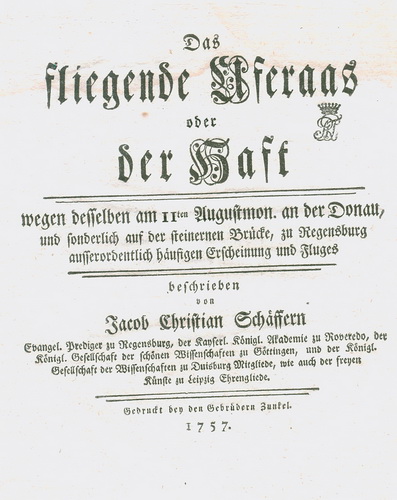 Das
fliegende Uferaas
oder
der Haft
wegen desselben am 11ten Augustmon. an der Donau,
und sonderlich auf der steinernen Brücke, zu Regensburg
ausserordentlich häufigen Erscheinung und Fluges
beschrieben
von
Jacob Christian Schäffern
Evangel. Prediger zu Regensburg, der Kayserl. Königl. Akademie zu Roveredo, der
Königl. Gesellschaft der schönen Wissenschaften zu Göttingen, und der Königl.
Gesellschaft der Wissenschaften zu Duisburg Mitgliede, wie auch der freyen
Künste zu Leipzig Ehrengliede.
Gedruckt bey den Gebrüdern Zunkel.
1757.